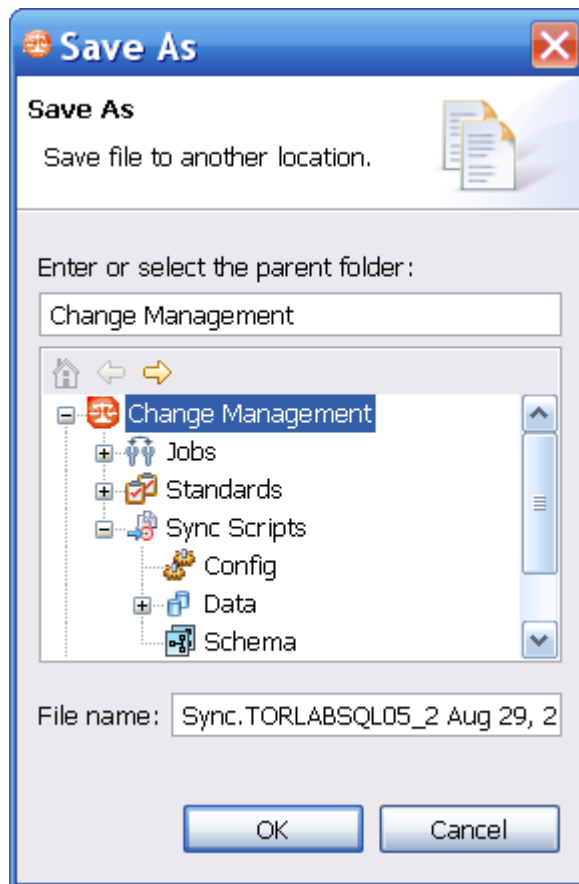 Save As
Save As
Save file to another location.
Enter or select the parent folder:
Change Management
Change Management
Jobs
Standards
Sync Scripts
Config
Data
Schema
File name: Sync.TORLABSQL05_2 Aug 29, 2
OK Cancel